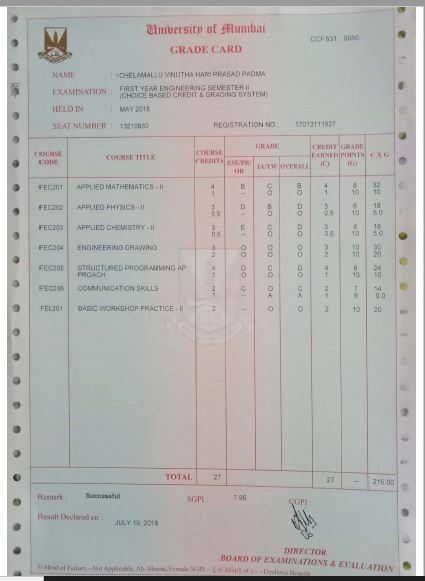 University of Mumbai
GRADE CARD
CCF 531 0050
NAME : / CHELAMALLU VINUTHA HARI PRASAD PADMA
EXAMINATION : FIRST YEAR ENGINEERING SEMESTER II
(CHOICE BASED CREDIT & GRADING SYSTEM)
HELD IN : MAY 2018
SEAT NUMBER : 13210930 REGISTRATION NO. 17013111527
COURSE CODE COURSE TITLE COURSE CREDITS GRADE ESE/PR/OR IA/TW OVERALL CREDIT EARNED (C) GRADE POINTS (G) C X G
FEC201 APPLIED MATHEMATICS - II 4 B C B 4 8 32
1 -- O O 1 10 10
FEC202 APPLIED PHYSICS - II 3 D B D 3 6 18
0.5 -- O O 0.5 10 5.0
FEC203 APPLIED CHEMISTRY - II 3 E C D 3 6 18
0.5 -- O O 0.5 10 5.0
FEC204 ENGINEERING DRAWING 3 O O O 3 10 30
2 O O O 2 10 20
FEC205 STRUCTURED PROGRAMMING AP 4 D C D 4 6 24
PROACH 1 O O O 1 10 10
FEC206 COMMUNICATION SKILLS 2 C O C 2 7 14
1 -- A A 1 9 9.0
FEL201 BASIC WORKSHOP PRACTICE - II 2 -- O O 2 10 20
TOTAL 27 27 -- 215.00
Remark : Successful SGPI : 7.96 CGPI :
Result Declared on : JULY 19, 2018
DIRECTOR
BOARD OF EXAMINATIONS & EVALUATION
F-Head of Failure, --Not Applicable, Ab-Absent, /Female